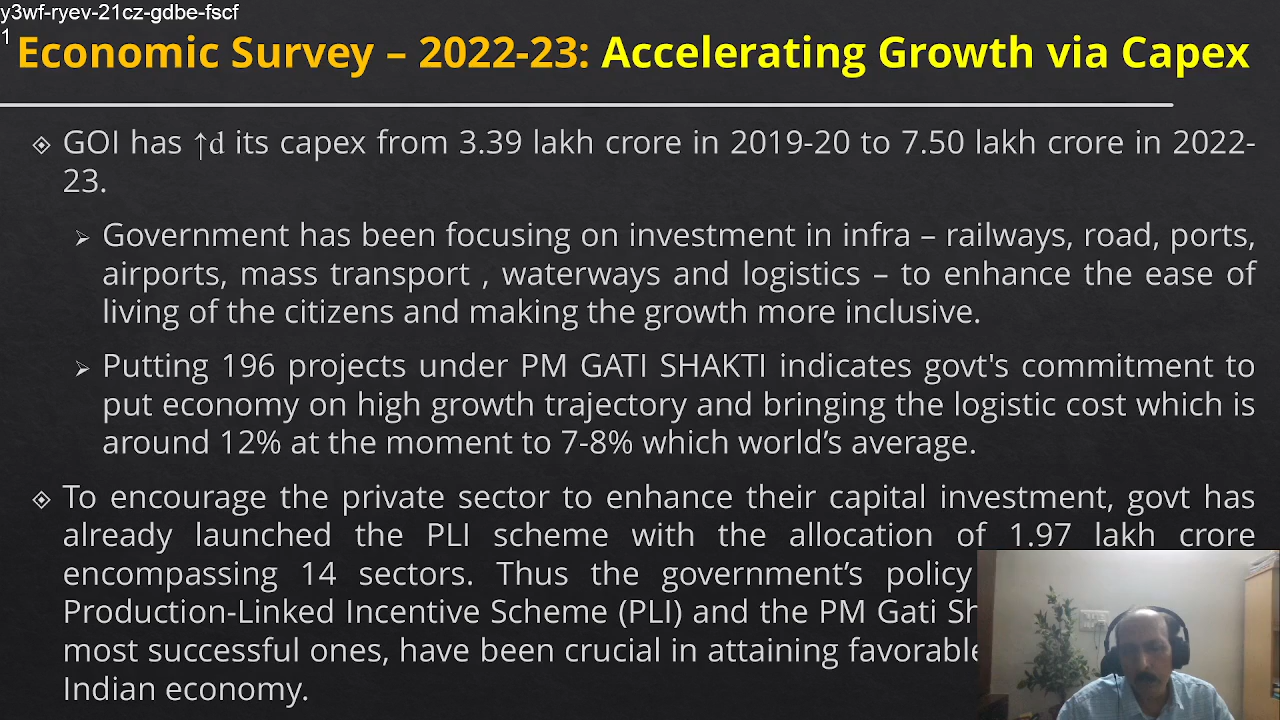 y3wf-ryev-21cz-gdbe-fscf
1
Economic Survey – 2022-23: Accelerating Growth via Capex
GOI has ↑d its capex from 3.39 lakh crore in 2019-20 to 7.50 lakh crore in 2022-
23.
Government has been focusing on investment in infra – railways, road, ports,
airports, mass transport , waterways and logistics – to enhance the ease of
living of the citizens and making the growth more inclusive.
Putting 196 projects under PM GATI SHAKTI indicates govt's commitment to
put economy on high growth trajectory and bringing the logistic cost which is
around 12% at the moment to 7-8% which world’s average.
To encourage the private sector to enhance their capital investment, govt has
already launched the PLI scheme with the allocation of 1.97 lakh crore
encompassing 14 sectors. Thus the government’s policy
Production-Linked Incentive Scheme (PLI) and the PM Gati
most successful ones, have been crucial in attaining
Indian economy.